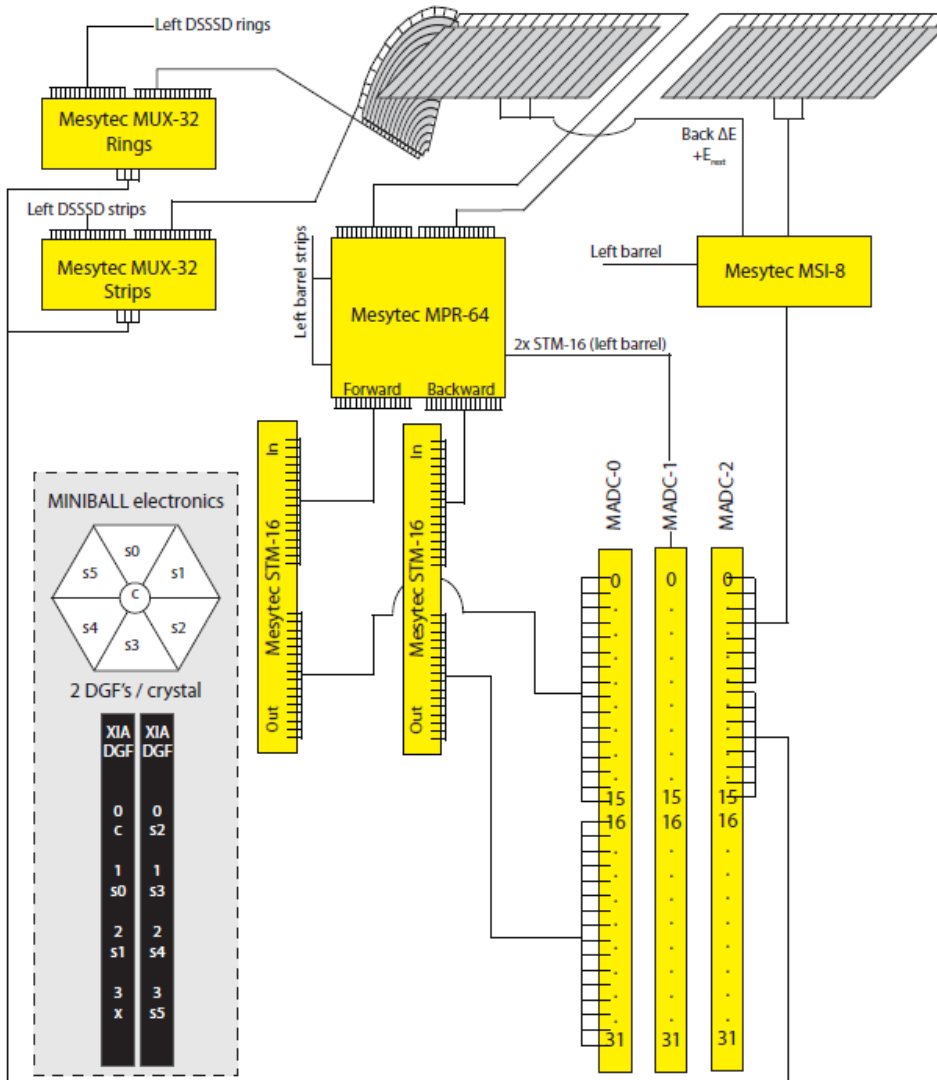 Left DSSSD rings
Mesytec MUX-32
Rings
Left DSSSD strips
Mesytec MUX-32
Strips
Back ΔE
+E_rest
Left barrel
Mesytec MSI-8
Left barrel strips
Mesytec MPR-64
Forward
Backward
2x STM-16 (left barrel)
In
Mesytec STM-16
Out
In
Mesytec STM-16
Out
MADC-0
MADC-1
MADC-2
0
15
16
31
0
15
16
31
0
15
16
31
MINIBALL electronics
s0
s5
s1
c
s4
s2
s3
2 DGF's / crystal
XIA
DGF
0
c
1
s0
2
s1
3
x
XIA
DGF
0
s2
1
s3
2
s4
3
s5